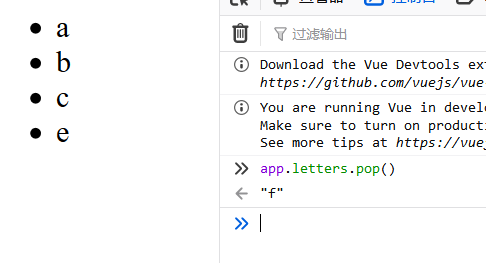 a
b
c
e
过滤输出
Download the Vue Devtools ext
https://github.com/vuejs/vue
You are running Vue in devel
Make sure to turn on producti
See more tips at https://vue
app.letters.pop()
"f"